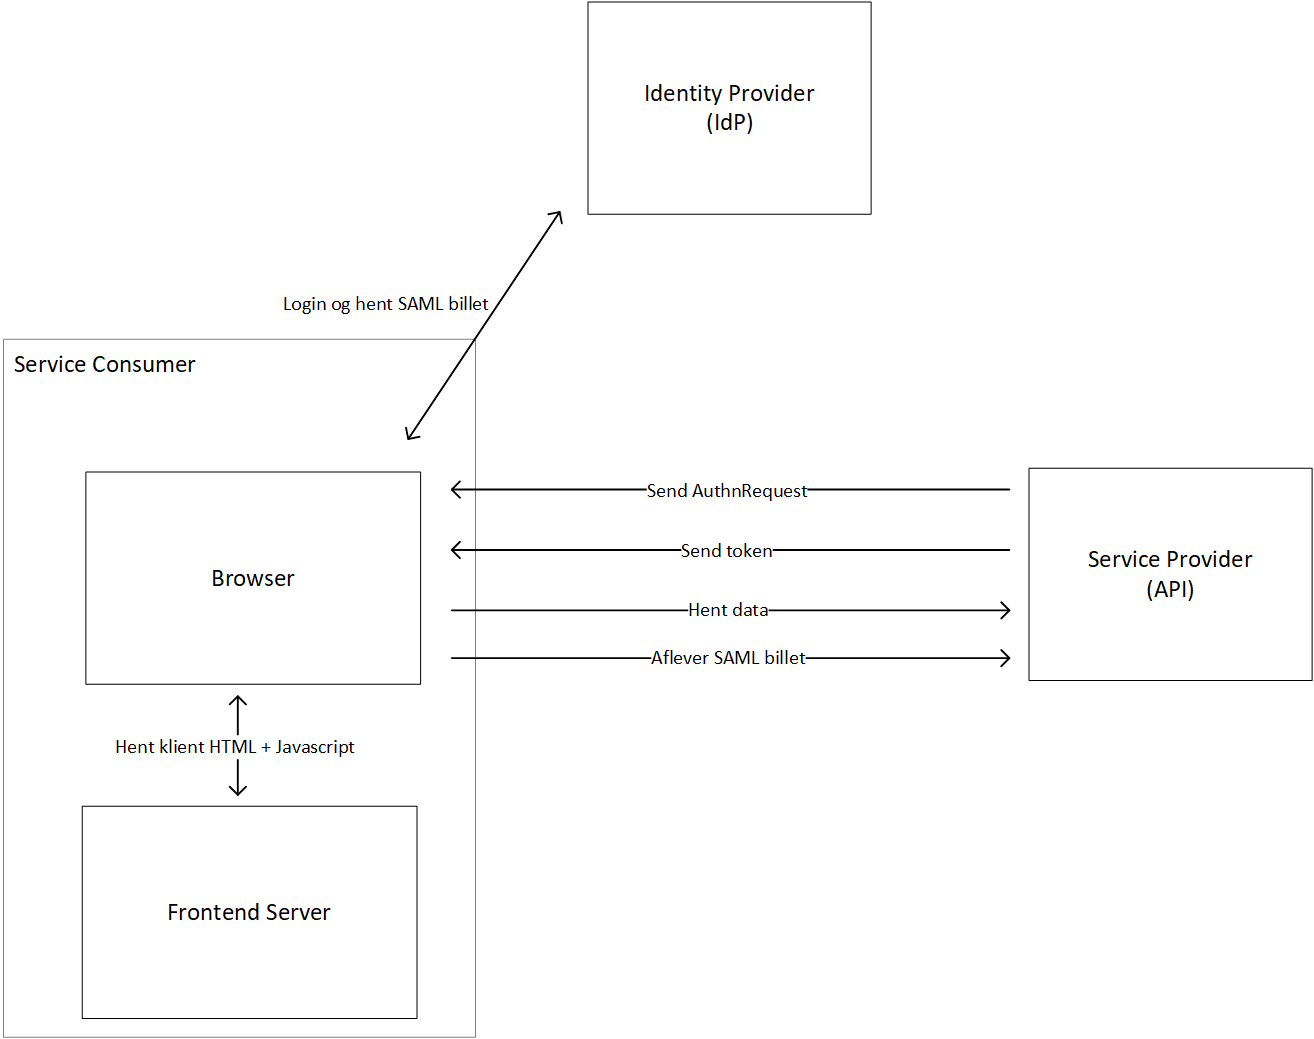 Identity Provider
(IdP)
Login og hent SAML billet
Service Consumer
Send AuthnRequest
Send token
Hent data
Aflever SAML billet
Browser
Service Provider
(API)
Hent klient HTML + Javascript
Frontend Server